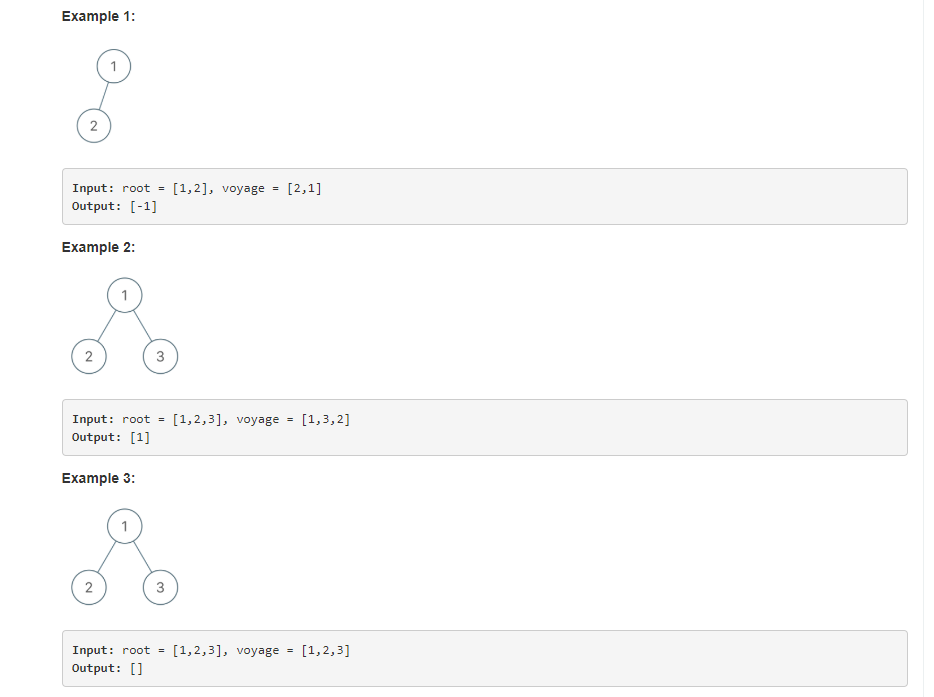 Example 1:
1
2
Input: root = [1,2], voyage = [2,1]
Output: [-1]
Example 2:
1
2 3
Input: root = [1,2,3], voyage = [1,3,2]
Output: [1]
Example 3:
1
2 3
Input: root = [1,2,3], voyage = [1,2,3]
Output: []